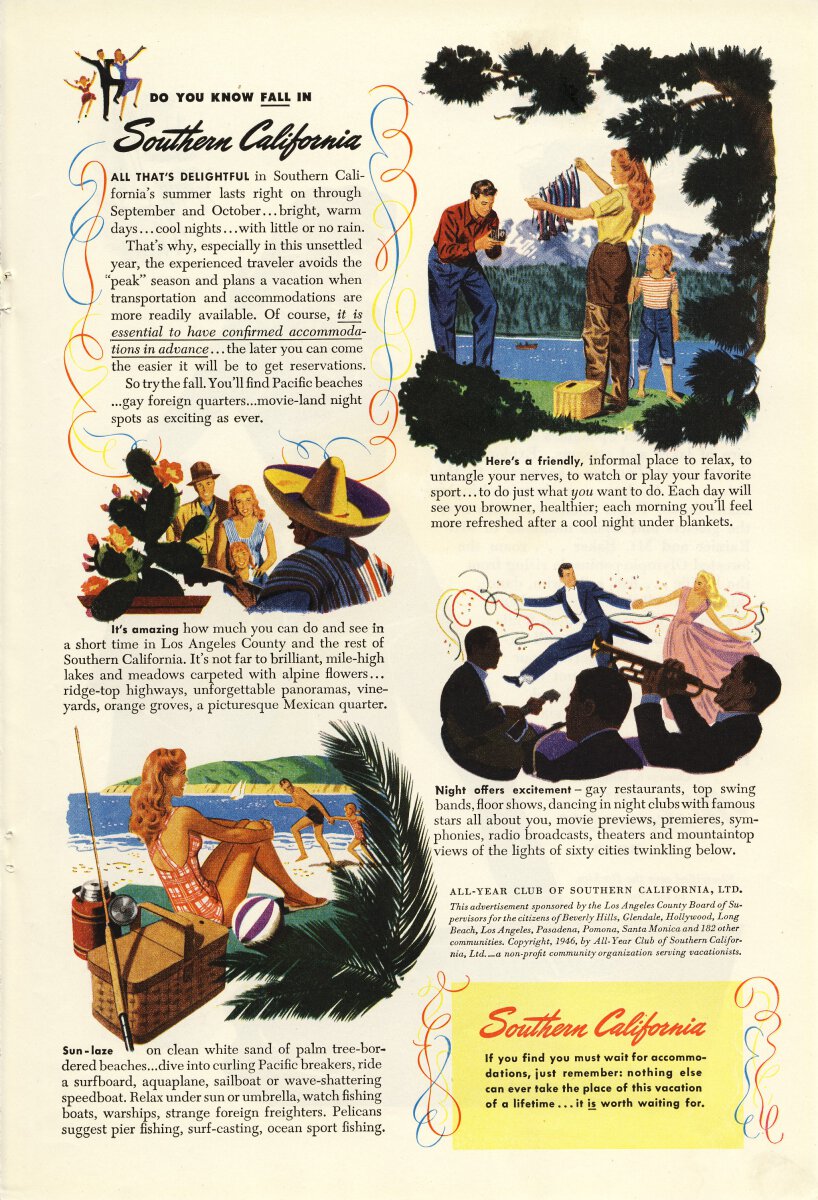 DO YOU KNOW FALL IN
Southern California
ALL THAT'S DELIGHTFUL in Southern Cali-
fornia's summer lasts right on through
September and October...bright, warm
days...cool nights...with little or no rain.
That's why, especially in this unsettled
year, the experienced traveler avoids the
"peak" season and plans a vacation when
transportation and accommodations are
more readily available. Of course, it is
essential to have confirmed accommoda-
tions in advance...the later you can come
the easier it will be to get reservations.
So try the fall. You'll find Pacific beaches
...gay foreign quarters...movie-land night
spots as exciting as ever.
It's amazing how much you can do and see in
a short time in Los Angeles County and the rest of
Southern California. It's not far to brilliant, mile-high
lakes and meadows carpeted with alpine flowers...
ridge-top highways, unforgettable panoramas, vine-
yards, orange groves, a picturesque Mexican quarter.
Sun-laze on clean white sand of palm tree-bor-
dered beaches...dive into curling Pacific breakers, ride
a surfboard, aquaplane, sailboat or wave-shattering
speedboat. Relax under sun or umbrella, watch fishing
boats, warships, strange foreign freighters. Pelicans
suggest pier fishing, surf-casting, ocean sport fishing.
Here's a friendly, informal place to relax, to
untangle your nerves, to watch or play your favorite
sport...to do just what you want to do. Each day will
see you browner, healthier; each morning you'll feel
more refreshed after a cool night under blankets.
Night offers excitement – gay restaurants, top swing
bands, floor shows, dancing in night clubs with famous
stars all about you, movie previews, premieres, sym-
phonies, radio broadcasts, theaters and mountaintop
views of the lights of sixty cities twinkling below.
ALL-YEAR CLUB OF SOUTHERN CALIFORNIA, LTD.
This advertisement sponsored by the Los Angeles County Board of Su-
pervisors for the citizens of Beverly Hills, Glendale, Hollywood, Long
Beach, Los Angeles, Pasadena, Pomona, Santa Monica and 182 other
communities. Copyright, 1946, by All-Year Club of Southern Califor-
nia, Ltd.—a non-profit community organization serving vacationists.
Southern California
If you find you must wait for accommo-
dations, just remember: nothing else
can ever take the place of this vacation
of a lifetime...it is worth waiting for.